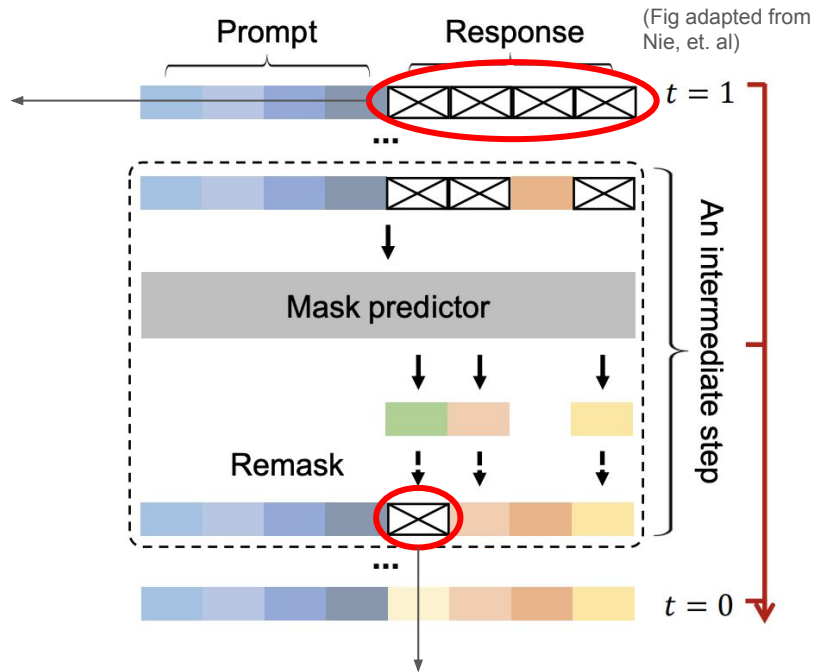 Prompt
Response
(Fig adapted from
Nie, et. al)
t = 1
...
An intermediate step
Mask predictor
Remask
...
t = 0